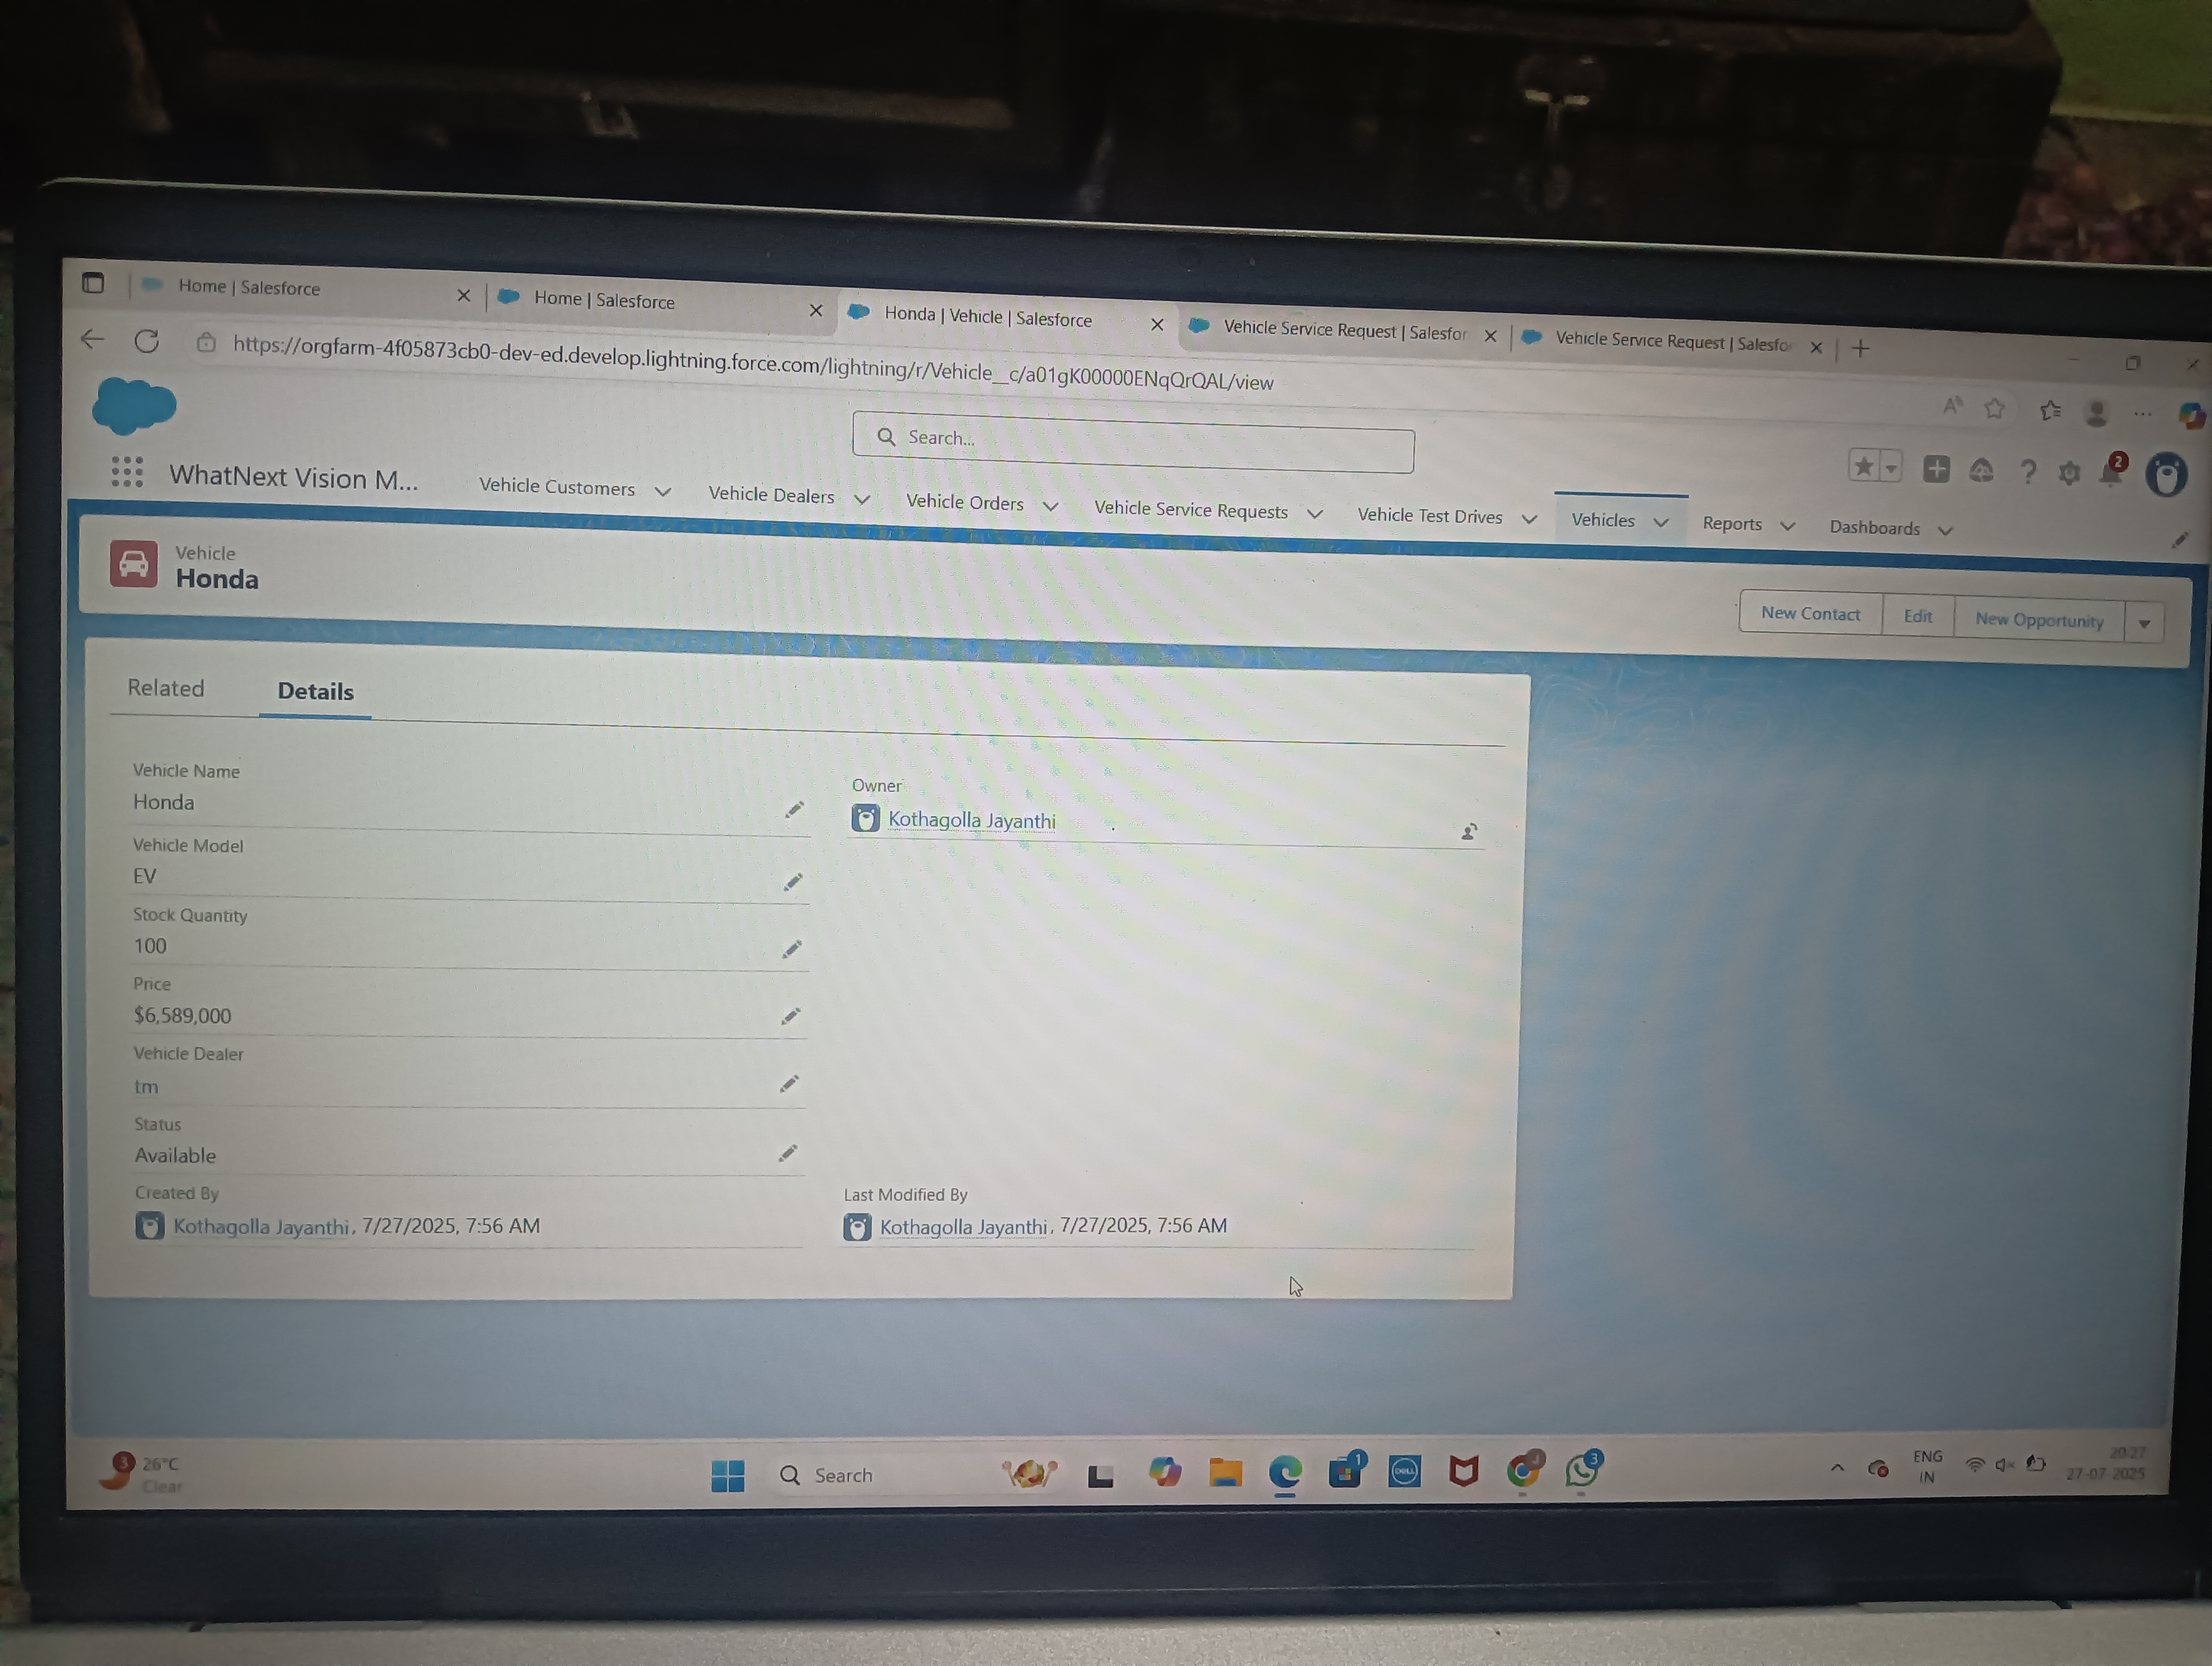 Home | Salesforce
Home | Salesforce
Honda | Vehicle | Salesforce
Vehicle Service Request | Salesfor
Vehicle Service Request | Salesfo
https://orgfarm-4f05873cb0-dev-ed.develop.lightning.force.com/lightning/r/Vehicle__c/a01gK00000ENqQrQAL/view
Search...
WhatNext Vision M...
Vehicle Customers
Vehicle Dealers
Vehicle Orders
Vehicle Service Requests
Vehicle Test Drives
Vehicles
Reports
Dashboards
2
Vehicle
Honda
New Contact
Edit
New Opportunity
Related
Details
Vehicle Name
Honda
Owner
Kothagolla Jayanthi
Vehicle Model
EV
Stock Quantity
100
Price
$6,589,000
Vehicle Dealer
tm
Status
Available
Created By
Kothagolla Jayanthi, 7/27/2025, 7:56 AM
Last Modified By
Kothagolla Jayanthi, 7/27/2025, 7:56 AM
3
26°C
Clear
Search
1
DELL
J
3
ENG
IN
20:27
27-07-2025